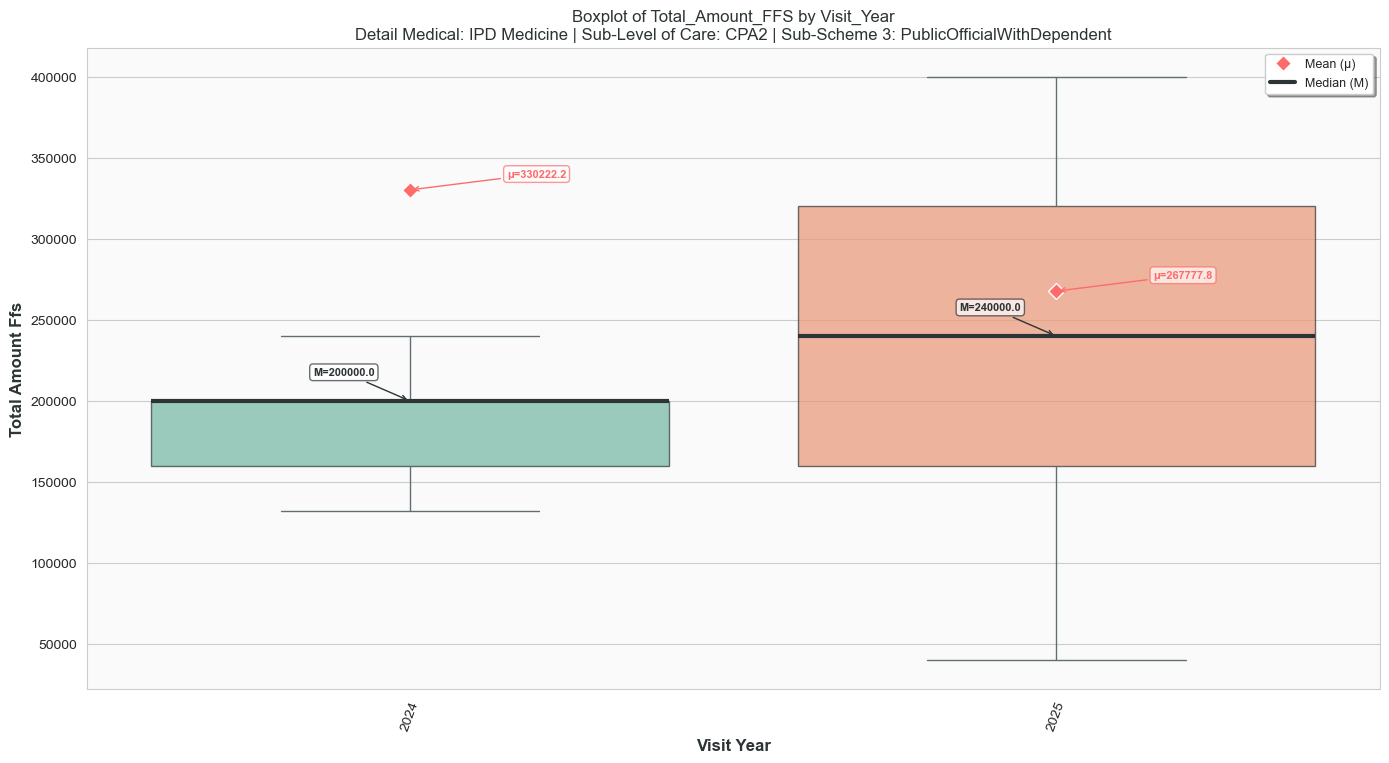 Boxplot of Total_Amount_FFS by Visit_Year
Detail Medical: IPD Medicine | Sub-Level of Care: CPA2 | Sub-Scheme 3: PublicOfficialWithDependent
Mean (μ)
Median (M)
Total Amount Ffs
400000
350000
300000
250000
200000
150000
100000
50000
μ=330222.2
M=200000.0
μ=267777.8
M=240000.0
2024
2025
Visit Year